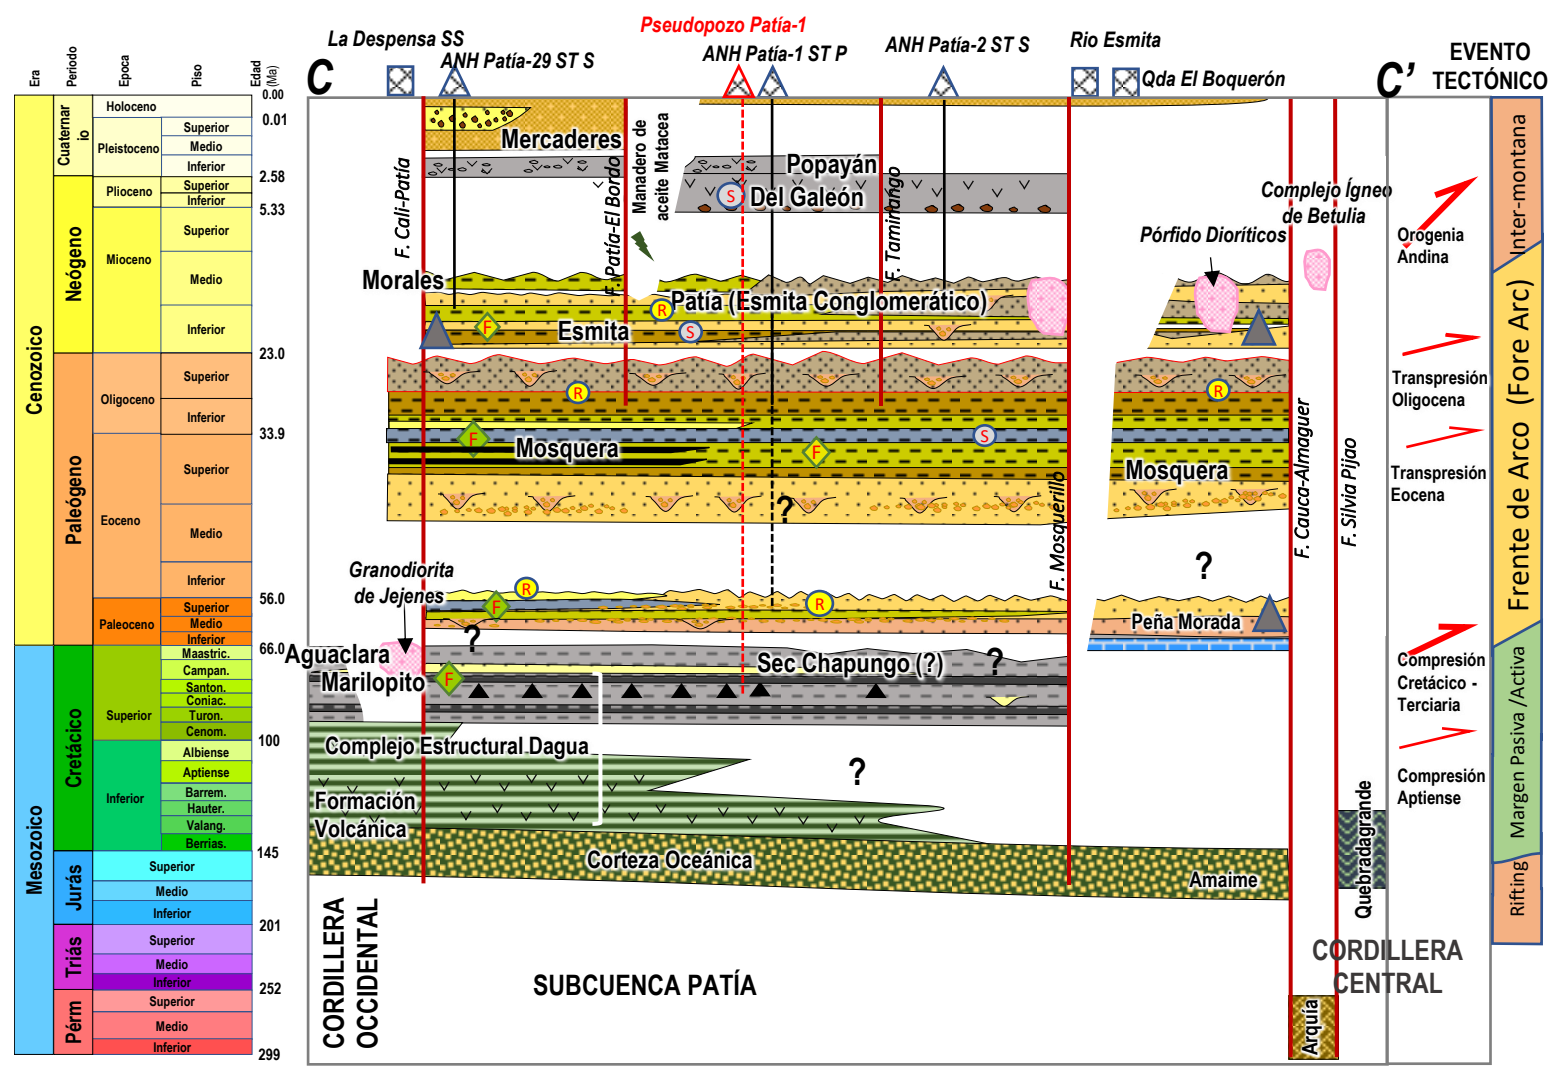 Pseudopozo Patía-1
La Despensa SS
ANH Patía-29 ST S
ANH Patía-1 ST P
ANH Patía-2 ST S
Rio Esmita
Qda El Boquerón
C
C’
EVENTO
TECTÓNICO
Era
Periodo
Epoca
Piso
Edad
(Ma)
Cenozoico
Mesozoico
Cuaternar
io
Neógeno
Paleógeno
Cretácico
Jurás
Triás
Pérm
Holoceno
Pleistoceno
Superior
Medio
Inferior
Plioceno
Superior
Inferior
Mioceno
Superior
Medio
Inferior
Oligoceno
Superior
Inferior
Eoceno
Superior
Medio
Inferior
Paleoceno
Superior
Medio
Inferior
Superior
Maastric.
Campan.
Santon.
Coniac.
Turon.
Cenom.
Inferior
Albiense
Aptiense
Barrem.
Hauter.
Valang.
Berrias.
Superior
Medio
Inferior
Superior
Medio
Inferior
Superior
Medio
Inferior
0.00
0.01
2.58
5.33
23.0
33.9
56.0
66.0
100
145
201
252
299
F. Cali-Patía
F. Patía-El Bordo
Manadero de
aceite Matacea
F. Tamiriango
F. Mosquerillo
F. Cauca-Almaguer
F. Silvia Pijao
Mercaderes
Popayán
S
Del Galeón
Complejo Ígneo
de Betulia
Pórfido Dioríticos
Morales
Patía (Esmita Conglomerático)
R
F
Esmita
S
R
R
F
Mosquera
F
S
Mosquera
?
?
Granodiorita
de Jejenes
R
F
R
Peña Morada
?
Aguaclara
Sec Chapungo (?)
?
Marilopito
F
Complejo Estructural Dagua
?
Formación
Volcánica
Corteza Oceánica
Amaime
Quebradagrande
Arquía
CORDILLERA
OCCIDENTAL
SUBCUENCA PATÍA
CORDILLERA
CENTRAL
Orogenia
Andina
Transpresión
Oligocena
Transpresión
Eocena
Compresión
Cretácico -
Terciaria
Compresión
Aptiense
Inter-montana
Frente de Arco (Fore Arc)
Margen Pasiva /Activa
Rifting